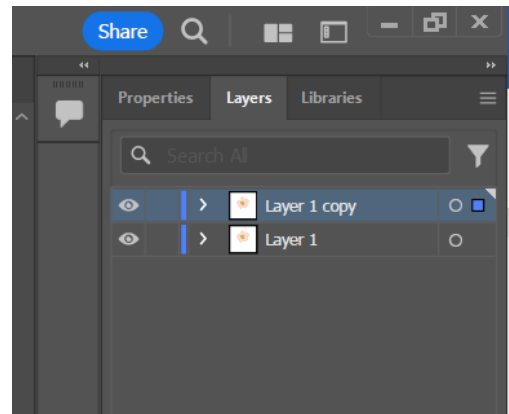 Share
Properties Layers Libraries
Search All
Layer 1 copy
Layer 1